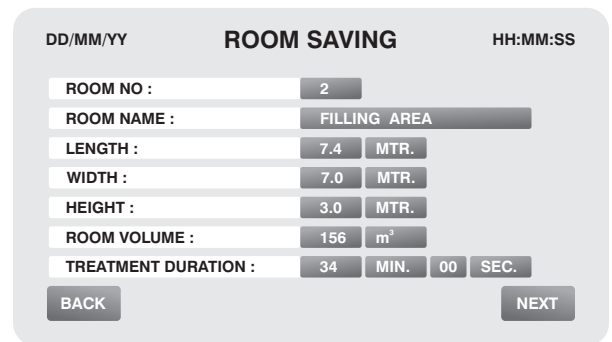 DD/MM/YY ROOM SAVING HH:MM:SS
ROOM NO : 2
ROOM NAME : FILLING AREA
LENGTH : 7.4 MTR.
WIDTH : 7.0 MTR.
HEIGHT : 3.0 MTR.
ROOM VOLUME : 156 m³
TREATMENT DURATION : 34 MIN. 00 SEC.
BACK NEXT